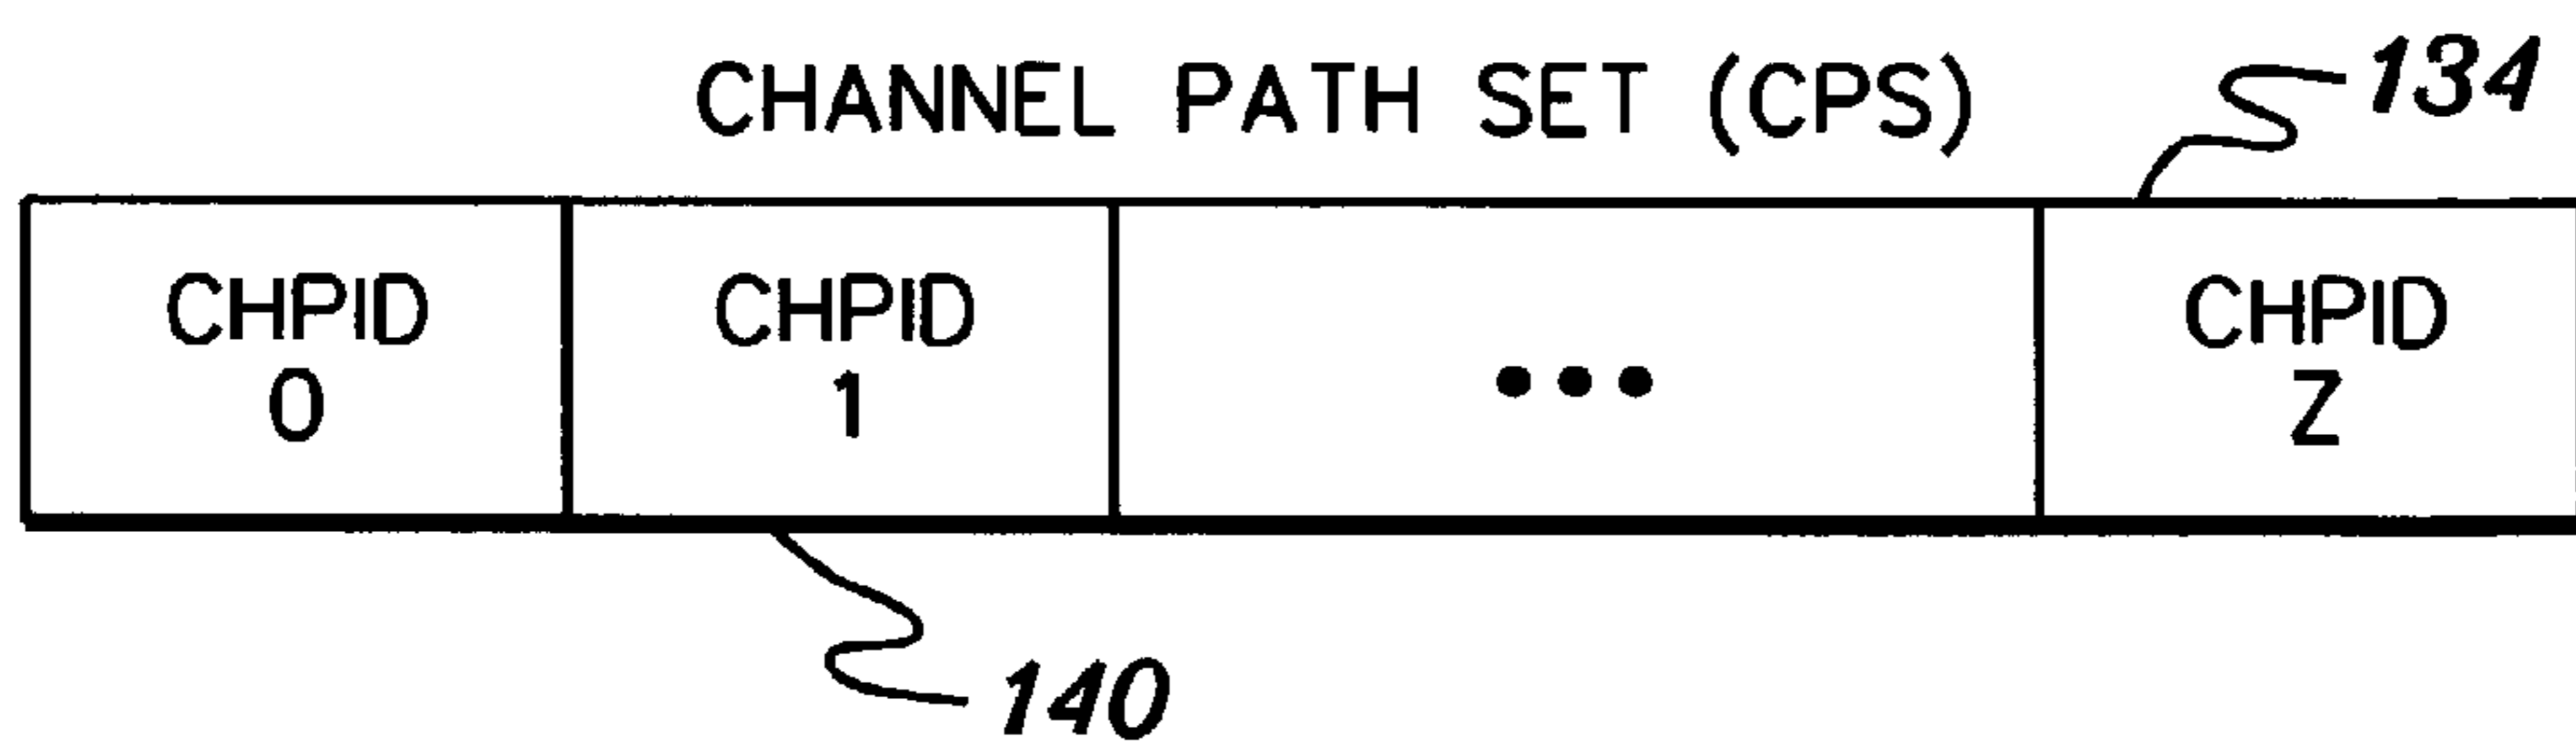 CHANNEL PATH SET (CPS)
134
CHPID
0
CHPID
1
•••
CHPID
Z
140